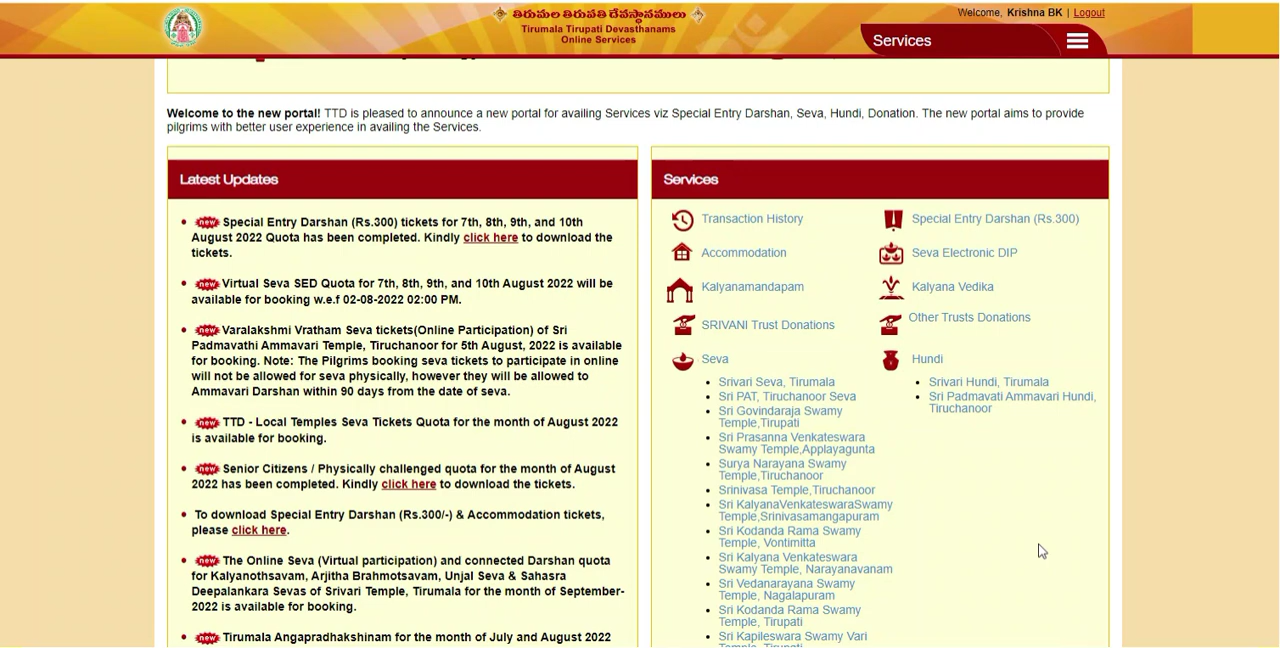 తిరుమల తిరుపతి దేవస్థానములు
Tirumala Tirupati Devasthanams
Online Services
Welcome, Krishna BK | Logout
Services
Welcome to the new portal! TTD is pleased to announce a new portal for availing Services viz Special Entry Darshan, Seva, Hundi, Donation. The new portal aims to provide
pilgrims with better user experience in availing the Services.
Latest Updates
new Special Entry Darshan (Rs.300) tickets for 7th, 8th, 9th, and 10th
August 2022 Quota has been completed. Kindly click here to download the
tickets.
new Virtual Seva SED Quota for 7th, 8th, 9th, and 10th August 2022 will be
available for booking w.e.f 02-08-2022 02:00 PM.
new Varalakshmi Vratham Seva tickets(Online Participation) of Sri
Padmavathi Ammavari Temple, Tiruchanoor for 5th August, 2022 is available
for booking. Note: The Pilgrims booking seva tickets to participate in online
will not be allowed for seva physically, however they will be allowed to
Ammavari Darshan within 90 days from the date of seva.
new TTD - Local Temples Seva Tickets Quota for the month of August 2022
is available for booking.
new Senior Citizens / Physically challenged quota for the month of August
2022 has been completed. Kindly click here to download the tickets.
To download Special Entry Darshan (Rs.300/-) & Accommodation tickets,
please click here.
new The Online Seva (Virtual participation) and connected Darshan quota
for Kalyanothsavam, Arjitha Brahmotsavam, Unjal Seva & Sahasra
Deepalankara Sevas of Srivari Temple, Tirumala for the month of September-
2022 is available for booking.
new Tirumala Angapradhakshinam for the month of July and August 2022
Services
Transaction History
Special Entry Darshan (Rs.300)
Accommodation
Seva Electronic DIP
Kalyanamandapam
Kalyana Vedika
SRIVANI Trust Donations
Other Trusts Donations
Seva
Srivari Seva, Tirumala
Sri PAT, Tiruchanoor Seva
Sri Govindaraja Swamy
Temple,Tirupati
Sri Prasanna Venkateswara
Swamy Temple,Applayagunta
Surya Narayana Swamy
Temple,Tiruchanoor
Srinivasa Temple,Tiruchanoor
Sri KalyanaVenkateswaraSwamy
Temple,Srinivasamangapuram
Sri Kodanda Rama Swamy
Temple, Vontimitta
Sri Kalyana Venkateswara
Swamy Temple, Narayanavanam
Sri Vedanarayana Swamy
Temple, Nagalapuram
Sri Kodanda Rama Swamy
Temple, Tirupati
Sri Kapileswara Swamy Vari
Temple, Tirupati
Hundi
Srivari Hundi, Tirumala
Sri Padmavati Ammavari Hundi,
Tiruchanoor